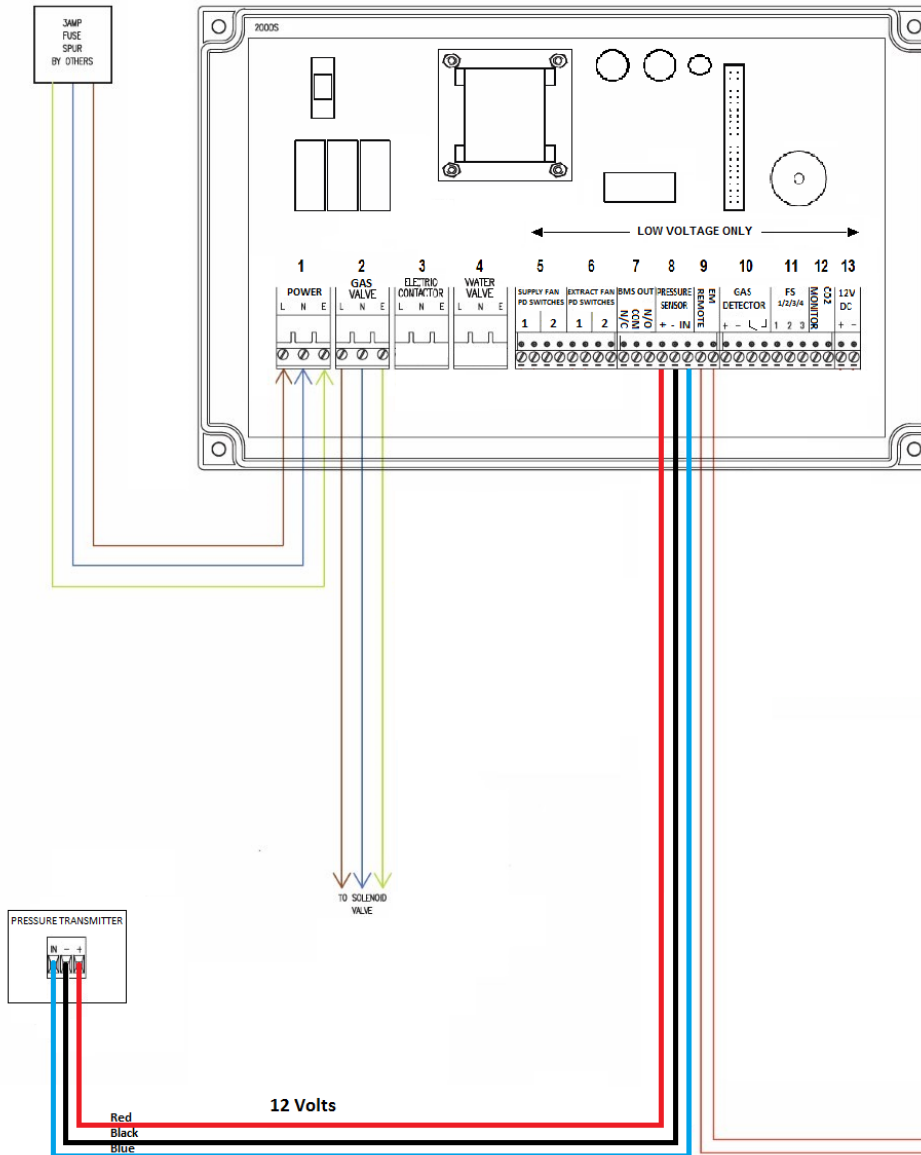 3AMP
FUSE
SPUR
BY OTHERS
2000S
LOW VOLTAGE ONLY
1 2 3 4 5 6 7 8 9 10 11 12 13
POWER
L N E
GAS
VALVE
L N E
ELECTRIC
CONTACTOR
L N E
WATER
VALVE
L N E
SUPPLY FAN
PD SWITCHES
1 2
EXTRACT FAN
PD SWITCHES
1 2
BMS OUT
N/C
COM
N/O
PRESSURE
SENSOR
+ - IN
REMOTE
EM
GAS
DETECTOR
+ -
FS
1/2/3/4
1 2 3
CO2
MONITOR
12V
DC
+ -
TO SOLENOID
VALVE
PRESSURE TRANSMITTER
IN - +
12 Volts
Red
Black
Blue